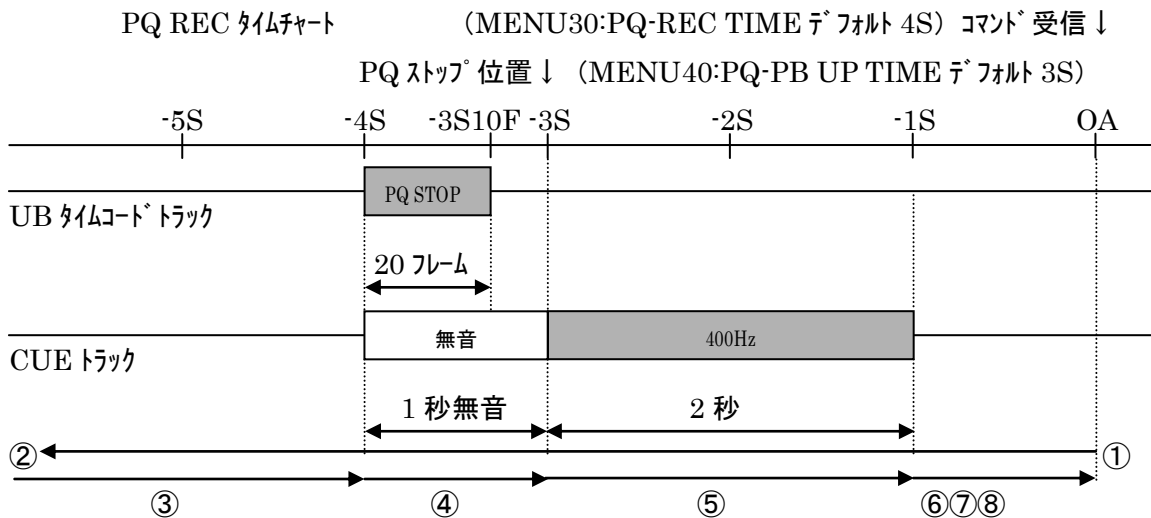 PQ REC ﾀｲﾑﾁｬｰﾄ （MENU30:PQ-REC TIME ﾃﾞﾌｫﾙﾄ 4S）ｺﾏﾝﾄﾞ受信↓
PQ ｽﾄｯﾌﾟ位置↓（MENU40:PQ-PB UP TIME ﾃﾞﾌｫﾙﾄ 3S）
-5S -4S -3S10F -3S -2S -1S OA
PQ STOP
UB ﾀｲﾑｺｰﾄﾞﾄﾗｯｸ
20 ﾌﾚｰﾑ
無音 400Hz
CUE ﾄﾗｯｸ
1 秒無音 2 秒
② ①
③ ④ ⑤ ⑥⑦⑧